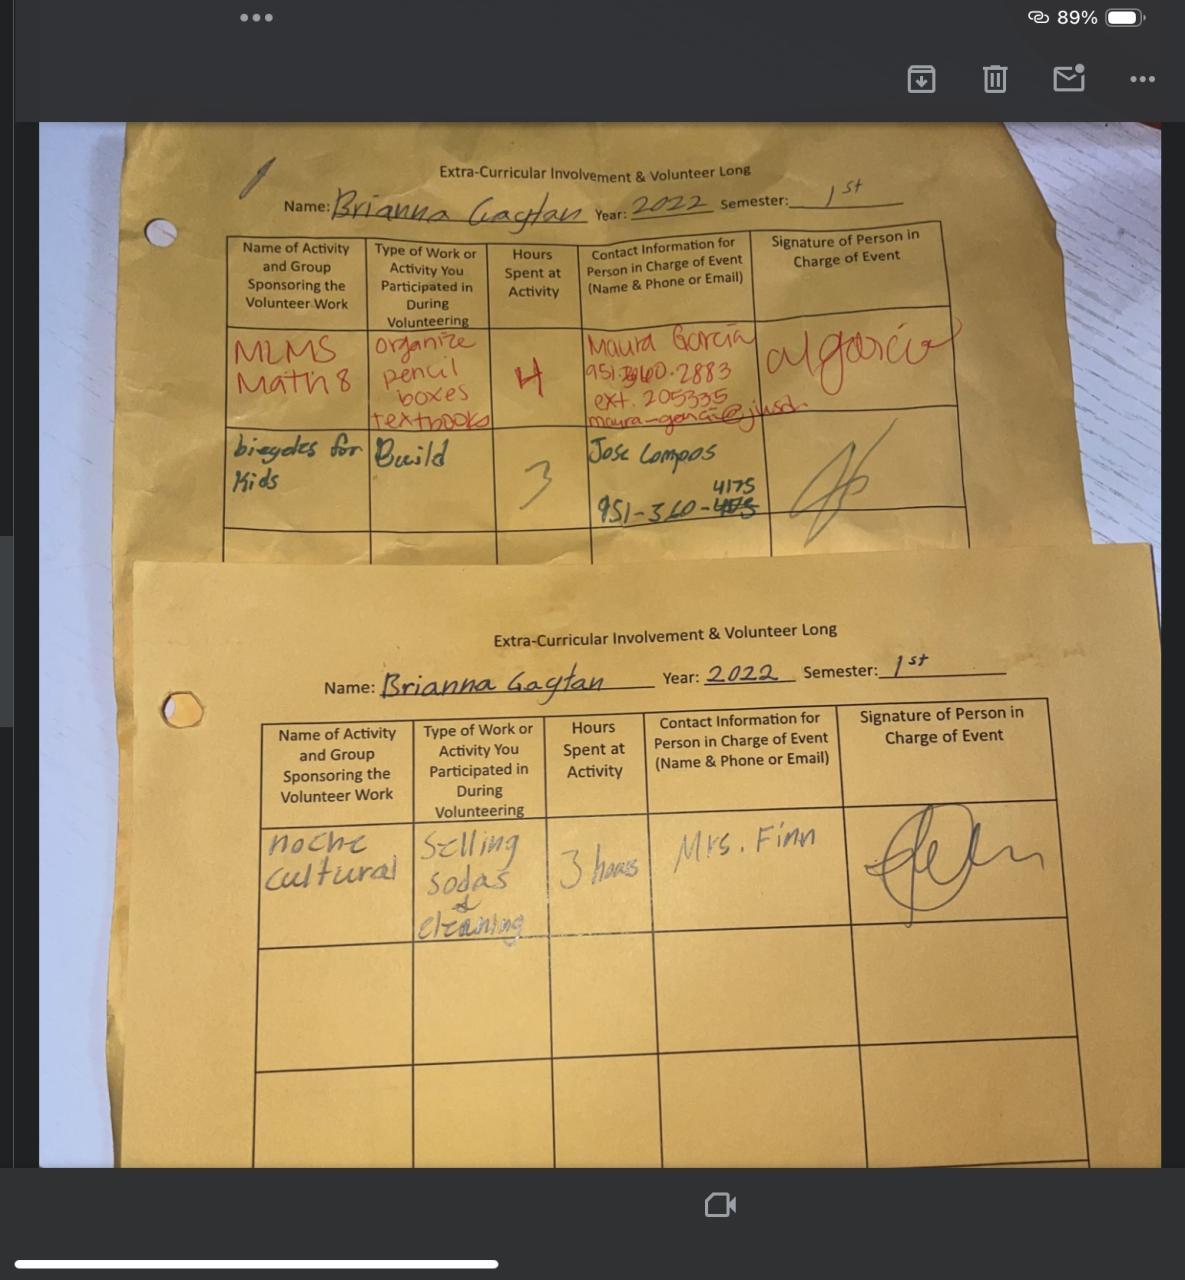 89%
Extra-Curricular Involvement & Volunteer Long
Name: Brianna Gaytan Year: 2022 Semester: 1st
Name of Activity
and Group
Sponsoring the
Volunteer Work
Type of Work or
Activity You
Participated in
During
Volunteering
Hours
Spent at
Activity
Contact Information for
Person in Charge of Event
(Name & Phone or Email)
Signature of Person in
Charge of Event
MLMS
Math 8
organize
pencil
boxes
textbooks
4
Maura Garcia
ext. 205335
bicycles for
Kids
Build
3
Jose Campos
4175
951-360-
Extra-Curricular Involvement & Volunteer Long
Name: Brianna Gaytan Year: 2022 Semester: 1st
Name of Activity
and Group
Sponsoring the
Volunteer Work
Type of Work or
Activity You
Participated in
During
Volunteering
Hours
Spent at
Activity
Contact Information for
Person in Charge of Event
(Name & Phone or Email)
Signature of Person in
Charge of Event
noche
cultural
Selling
sodas
&
cleaning
3 hours
Mrs. Finn